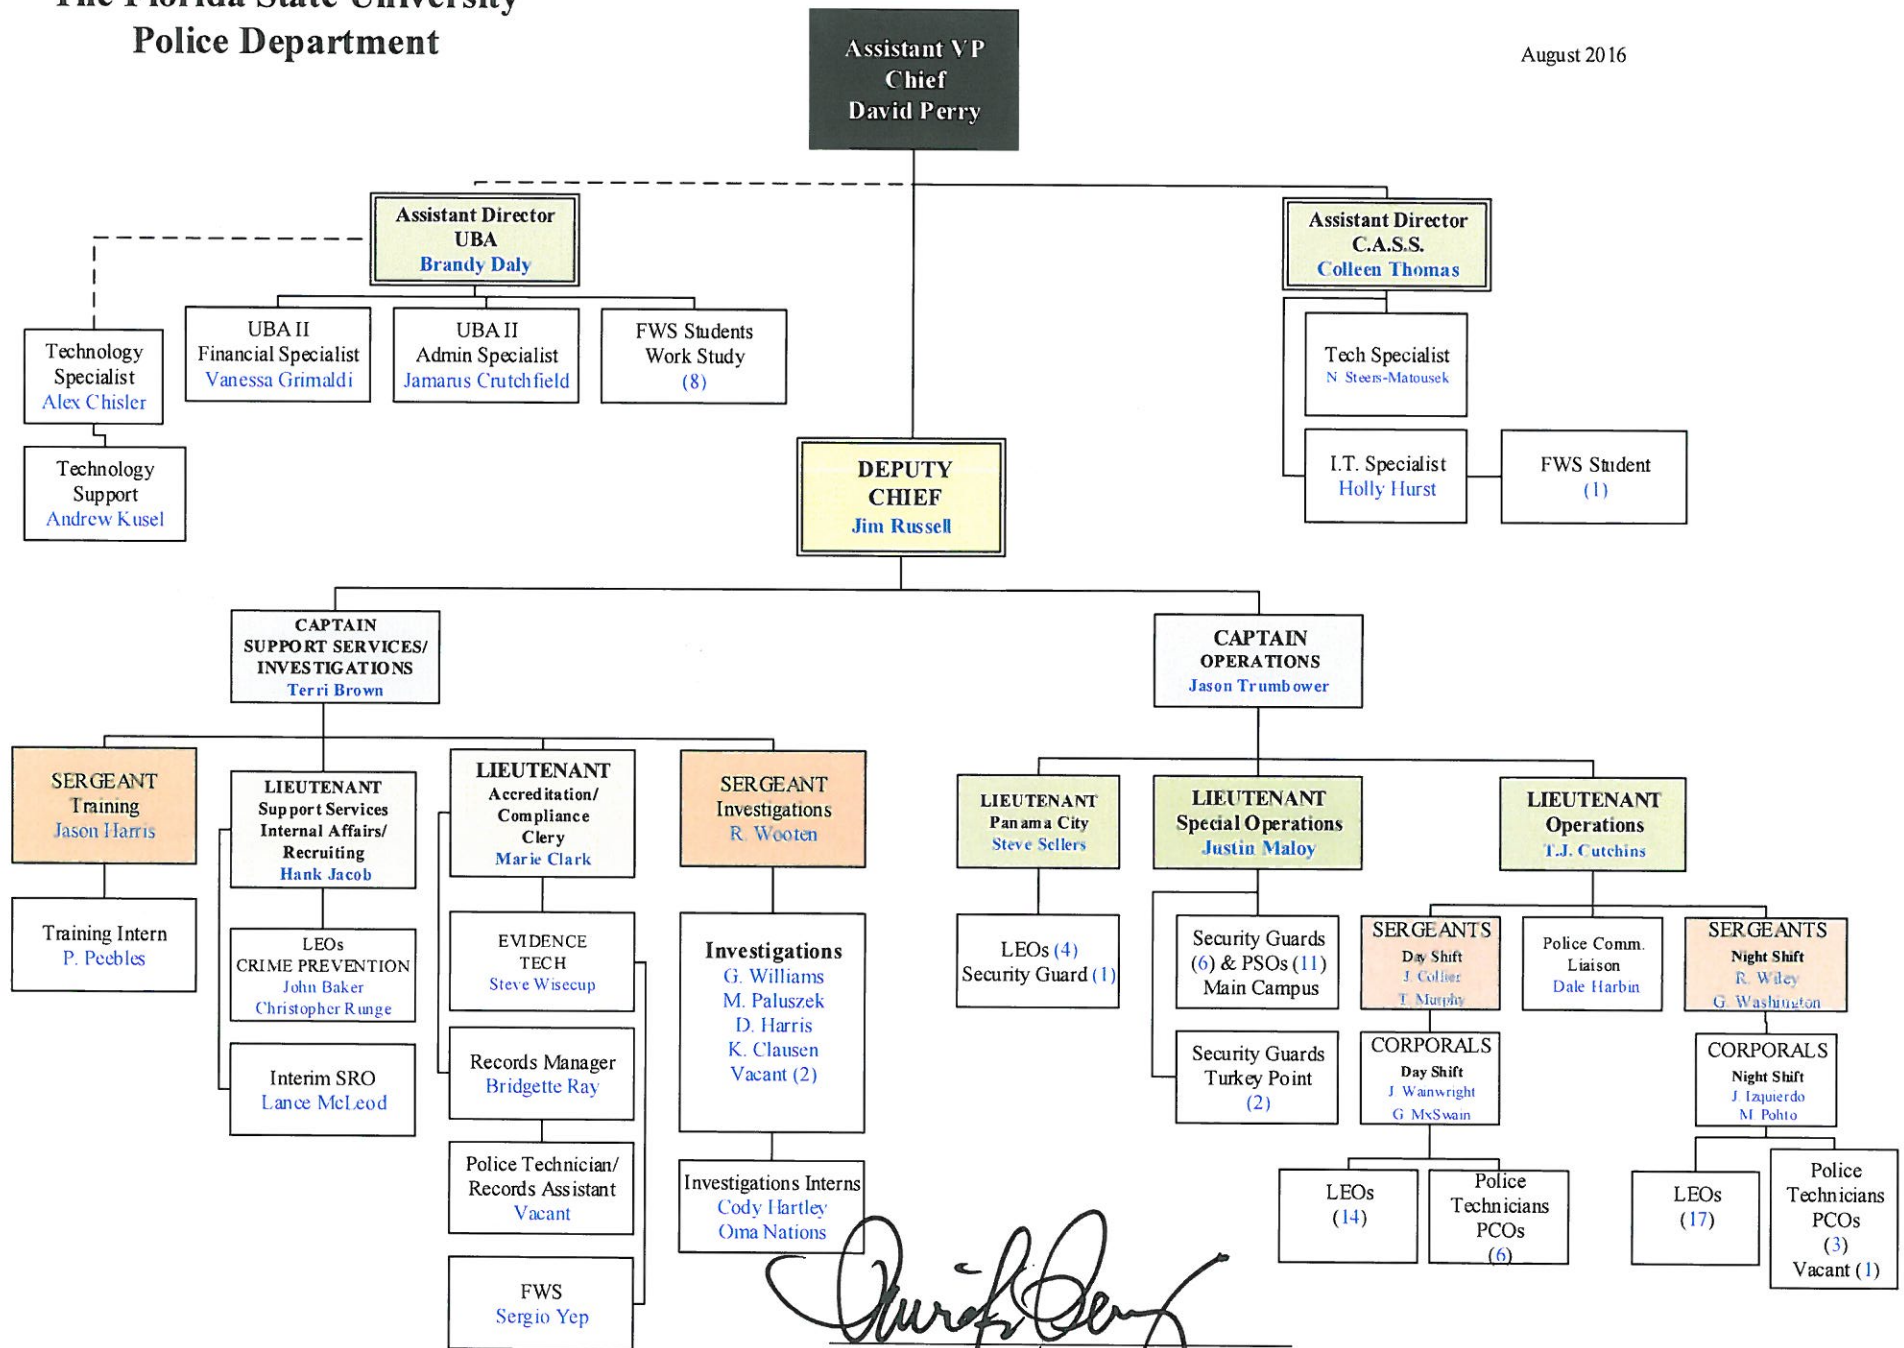 The Florida State University
Police Department
August 2016
Assistant VP
Chief
David Perry
Assistant Director
UBA
Brandy Daly
Assistant Director
C.A.S.S.
Colleen Thomas
Technology
Specialist
Alex Chisler
UBA II
Financial Specialist
Vanessa Grimaldi
UBA II
Admin Specialist
Jamarus Crutchfield
FWS Students
Work Study
(8)
Tech Specialist
N Steers-Matousek
Technology
Support
Andrew Kusel
I.T. Specialist
Holly Hurst
FWS Student
(1)
DEPUTY
CHIEF
Jim Russell
CAPTAIN
SUPPORT SERVICES/
INVESTIGATIONS
Terri Brown
CAPTAIN
OPERATIONS
Jason Trumbower
SERGEANT
Training
Jason Harris
LIEUTENANT
Support Services
Internal Affairs/
Recruiting
Hank Jacob
LIEUTENANT
Accreditation/
Compliance
Clery
Marie Clark
SERGEANT
Investigations
R. Wooten
LIEUTENANT
Panama City
Steve Sellers
LIEUTENANT
Special Operations
Justin Maloy
LIEUTENANT
Operations
T.J. Cutchins
Training Intern
P. Peebles
LEOs
CRIME PREVENTION
John Baker
Christopher Runge
EVIDENCE
TECH
Steve Wisecup
Investigations
G. Williams
M. Paluszek
D. Harris
K. Clausen
Vacant (2)
LEOs (4)
Security Guard (1)
Security Guards
(6) & PSOs (11)
Main Campus
SERGEANTS
Day Shift
J. Collier
T. Murphy
Police Comm.
Liaison
Dale Harbin
SERGEANTS
Night Shift
R. Wiley
G. Washington
Interim SRO
Lance McLeod
Records Manager
Bridgette Ray
Security Guards
Turkey Point
(2)
CORPORALS
Day Shift
J. Wainwright
G MxSwain
CORPORALS
Night Shift
J. Izquierdo
M. Pohto
Police Technician/
Records Assistant
Vacant
Investigations Interns
Cody Hartley
Oma Nations
LEOs
(14)
Police
Technicians
PCOs
(6)
LEOs
(17)
Police
Technicians
PCOs
(3)
Vacant (1)
FWS
Sergio Yep
David Perry